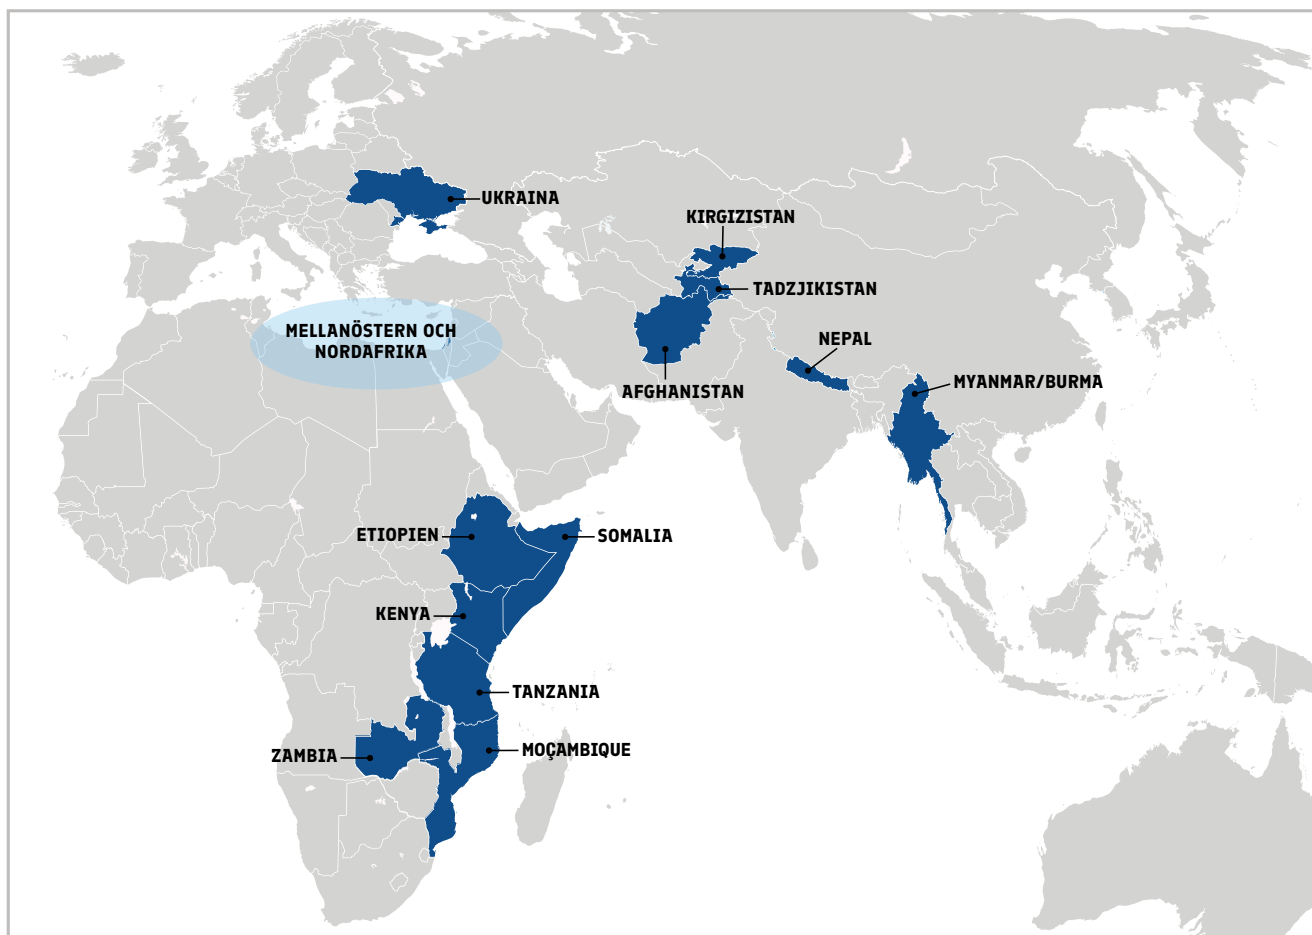 UKRAINA
KIRGIZISTAN
TADZJIKISTAN
MELLANÖSTERN OCH
NORDAFRIKA
NEPAL
AFGHANISTAN
MYANMAR/BURMA
ETIOPIEN
SOMALIA
KENYA
TANZANIA
ZAMBIA
MOÇAMBIQUE